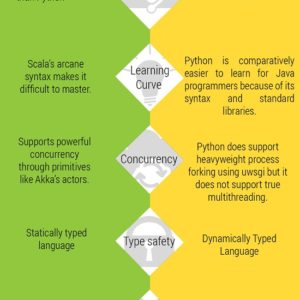 than Python
Scala's arcane
syntax makes it
difficult to master.
Learning
Curve
Python is comparatively
easier to learn for Java
programmers because of its
syntax and standard
libraries.
Supports powerful
concurrency
through primitives
like Akka's actors.
Concurrency
Python does support
heavyweight process
forking using uwsgi but it
does not support true
multithreading.
Statically typed
language
Type safety
Dynamically Typed
Language